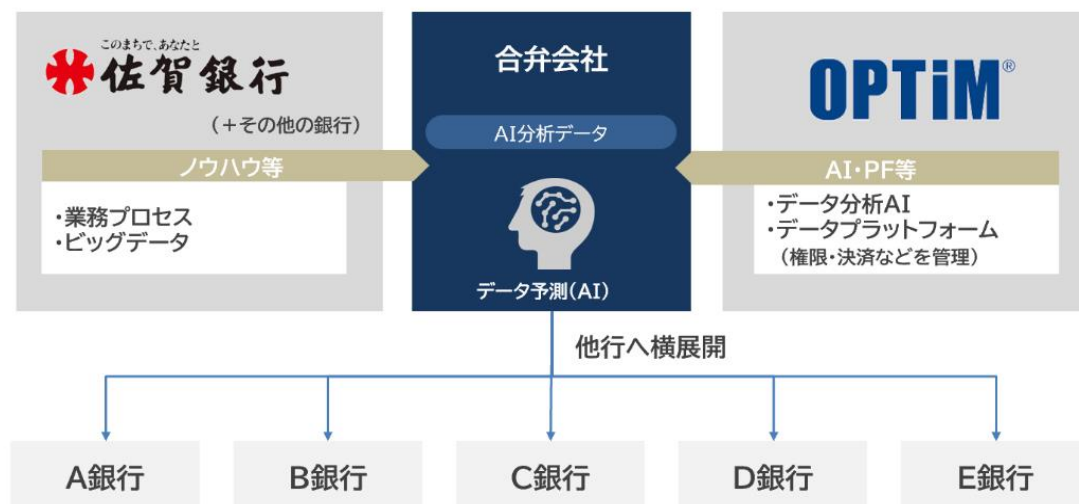 このまちで、あなたと
佐賀銀行
(+その他の銀行)
ノウハウ等
・業務プロセス
・ビッグデータ
合弁会社
AI分析データ
データ予測(AI)
OPTiM®
AI・PF等
・データ分析AI
・データプラットフォーム
(権限・決済などを管理)
他行へ横展開
A銀行
B銀行
C銀行
D銀行
E銀行